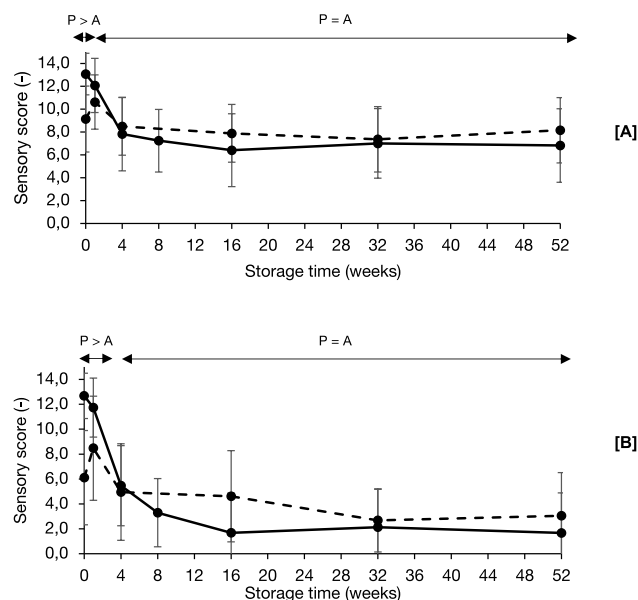 P > A
P = A
14,0
12,0
10,0
8,0
6,0
4,0
2,0
0,0
Sensory score (-)
0 4 8 12 16 20 24 28 32 36 40 44 48 52
Storage time (weeks)
[A]
P > A
P = A
14,0
12,0
10,0
8,0
6,0
4,0
2,0
0,0
Sensory score (-)
0 4 8 12 16 20 24 28 32 36 40 44 48 52
Storage time (weeks)
[B]